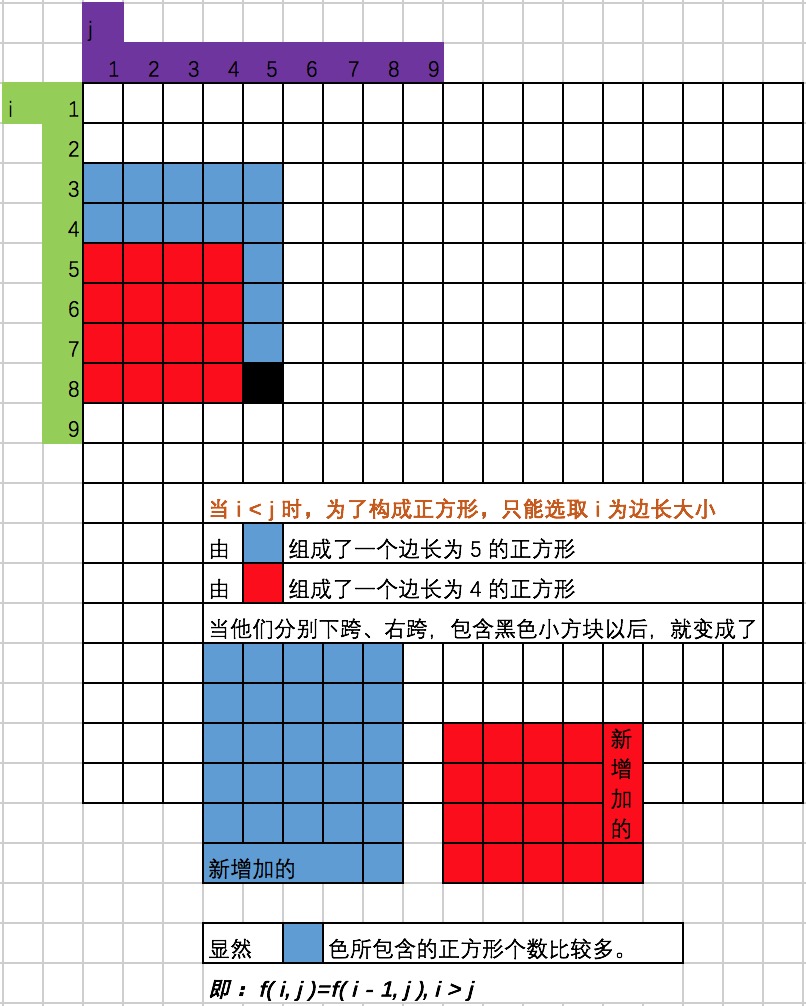 j
1 2 3 4 5 6 7 8 9
i 1
2
3
4
5
6
7
8
9
当 i < j 时，为了构成正方形，只能选取 i 为边长大小
由 组成了一个边长为 5 的正方形
由 组成了一个边长为 4 的正方形
当他们分别下跨、右跨，包含黑色小方块以后，就变成了
新增加的
新增加的
显然 色所包含的正方形个数比较多。
即：f( i, j )=f( i - 1, j ), i > j